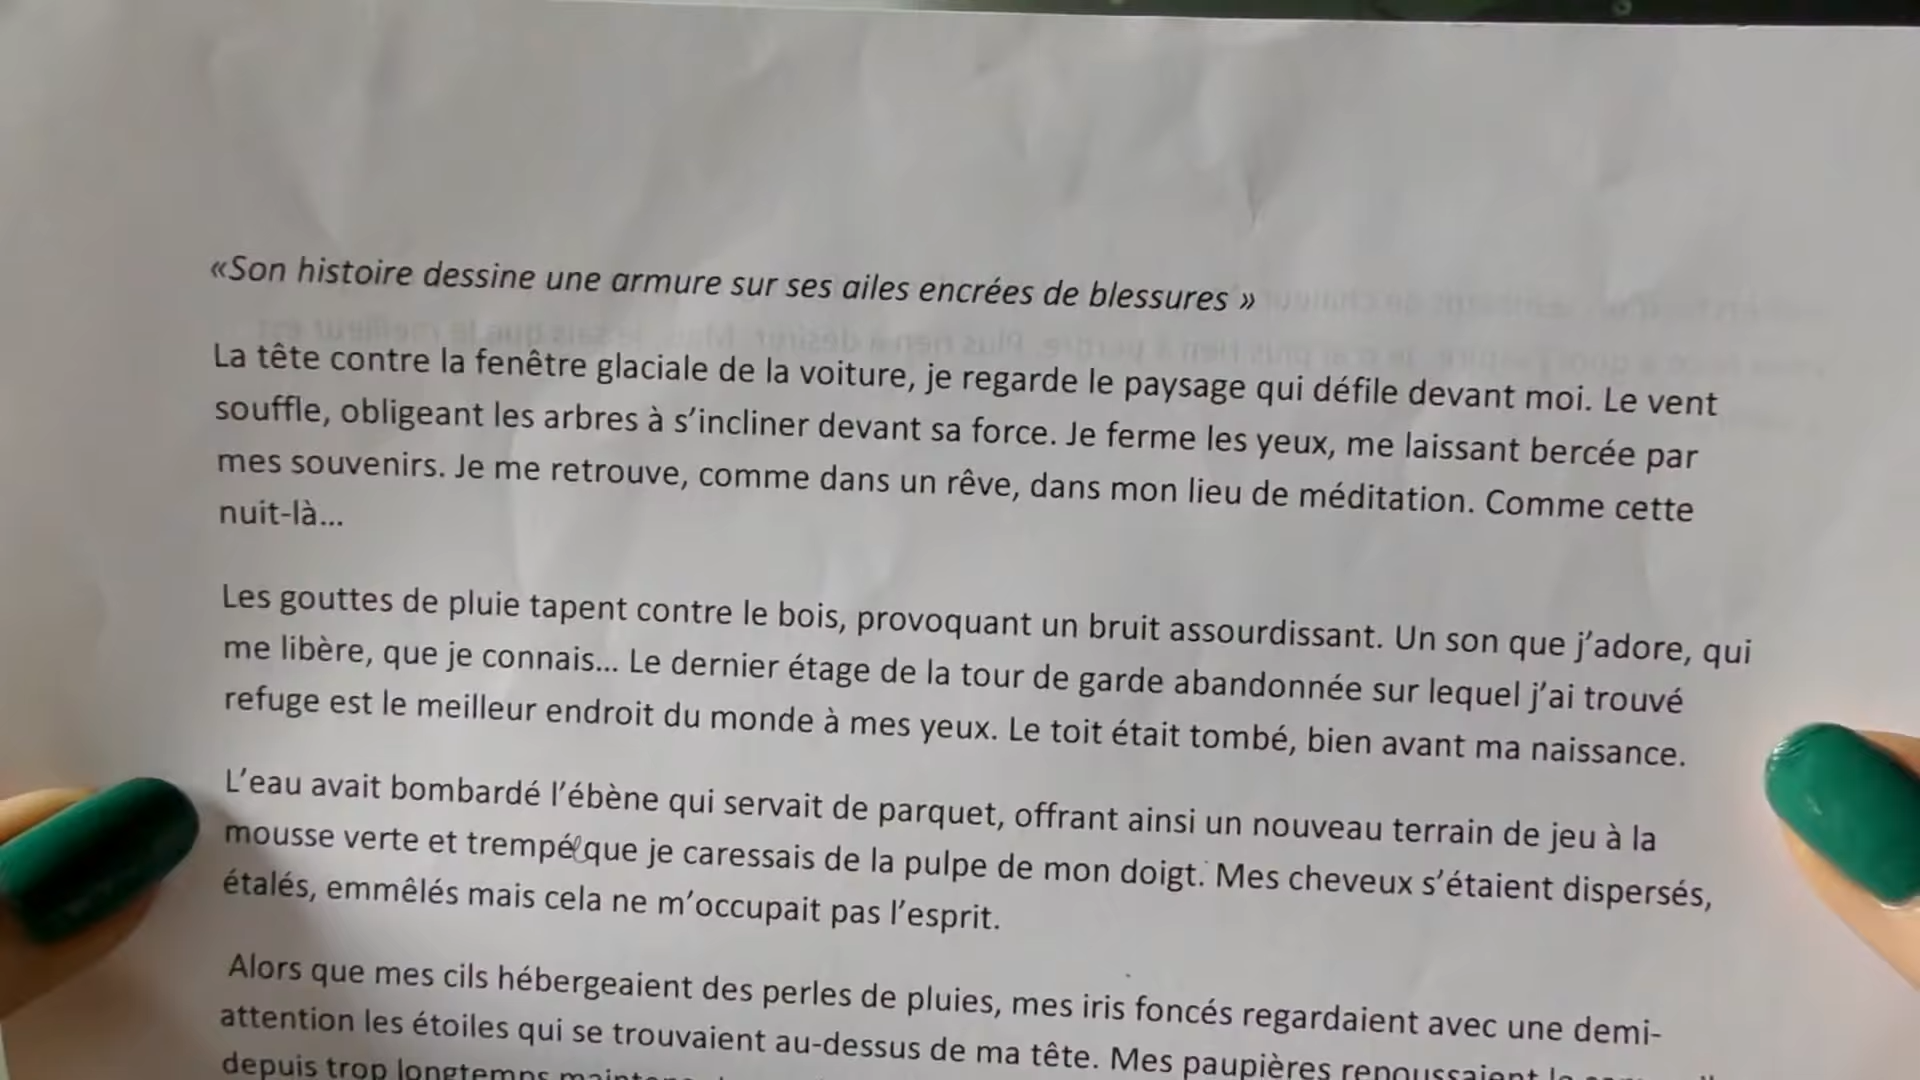 «Son histoire dessine une armure sur ses ailes encrées de blessures »
La tête contre la fenêtre glaciale de la voiture, je regarde le paysage qui défile devant moi. Le vent
souffle, obligeant les arbres à s’incliner devant sa force. Je ferme les yeux, me laissant bercée par
mes souvenirs. Je me retrouve, comme dans un rêve, dans mon lieu de méditation. Comme cette
nuit-là...
Les gouttes de pluie tapent contre le bois, provoquant un bruit assourdissant. Un son que j’adore, qui
me libère, que je connais... Le dernier étage de la tour de garde abandonnée sur lequel j’ai trouvé
refuge est le meilleur endroit du monde à mes yeux. Le toit était tombé, bien avant ma naissance.
L’eau avait bombardé l’ébène qui servait de parquet, offrant ainsi un nouveau terrain de jeu à la
mousse verte et trempée que je caressais de la pulpe de mon doigt. Mes cheveux s’étaient dispersés,
étalés, emmêlés mais cela ne m’occupait pas l’esprit.
Alors que mes cils hébergeaient des perles de pluies, mes iris foncés regardaient avec une demi-
attention les étoiles qui se trouvaient au-dessus de ma tête. Mes paupières repoussaient le
depuis trop longtemps